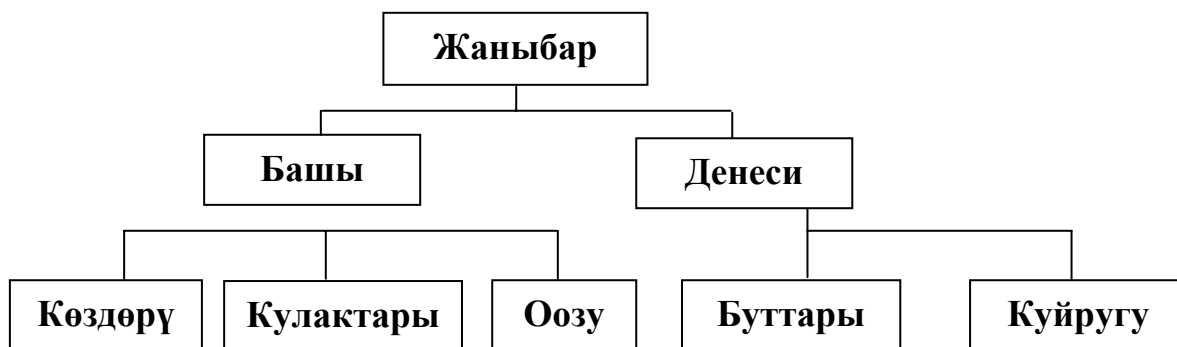 Жаныбар
Башы
Денеси
Көздөрү
Кулактары
Оозу
Буттары
Куйругу